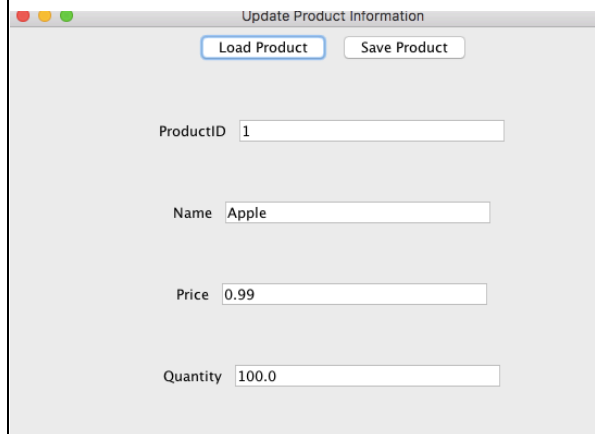 Update Product Information
Load Product Save Product
ProductID 1
Name Apple
Price 0.99
Quantity 100.0